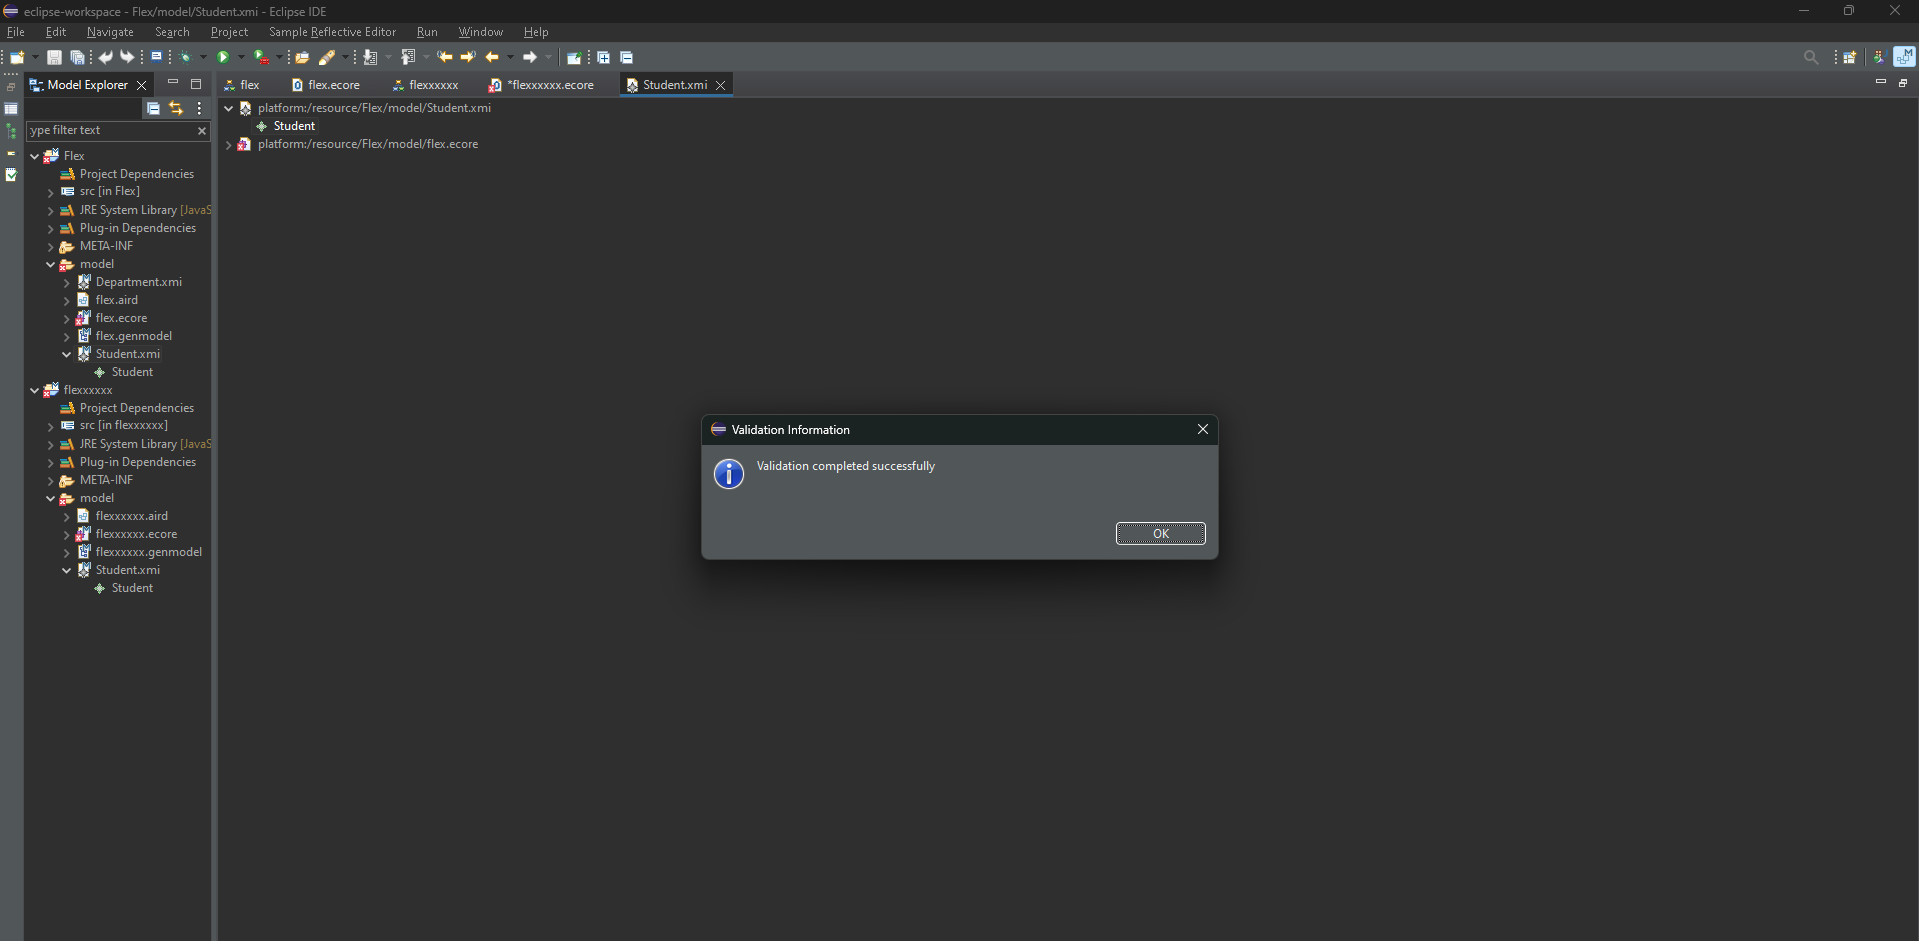 eclipse-workspace - Flex/model/Student.xmi - Eclipse IDE
File Edit Navigate Search Project Sample Reflective Editor Run Window Help
Model Explorer
flex
flex.ecore
flexxxxxx
*flexxxxxx.ecore
Student.xmi
ype filter text
Flex
Project Dependencies
src [in Flex]
JRE System Library [JavaS
Plug-in Dependencies
META-INF
model
Department.xmi
flex.aird
flex.ecore
flex.genmodel
Student.xmi
Student
flexxxxxx
Project Dependencies
src [in flexxxxxx]
JRE System Library [JavaS
Plug-in Dependencies
META-INF
model
flexxxxxx.aird
flexxxxxx.ecore
flexxxxxx.genmodel
Student.xmi
Student
platform:/resource/Flex/model/Student.xmi
Student
platform:/resource/Flex/model/flex.ecore
Validation Information
Validation completed successfully
OK